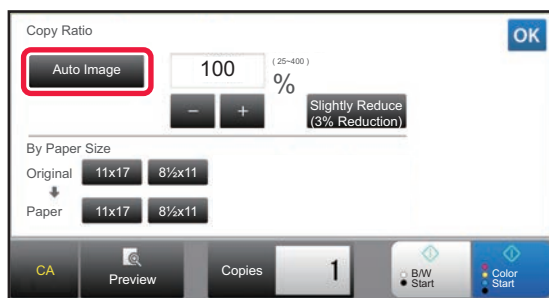 Copy Ratio
OK
Auto Image
100
( 25~400 )
%
− +
Slightly Reduce
(3% Reduction)
By Paper Size
Original 11x17 8½x11
Paper 11x17 8½x11
CA
Preview
Copies 1
B/W
Start
Color
Start